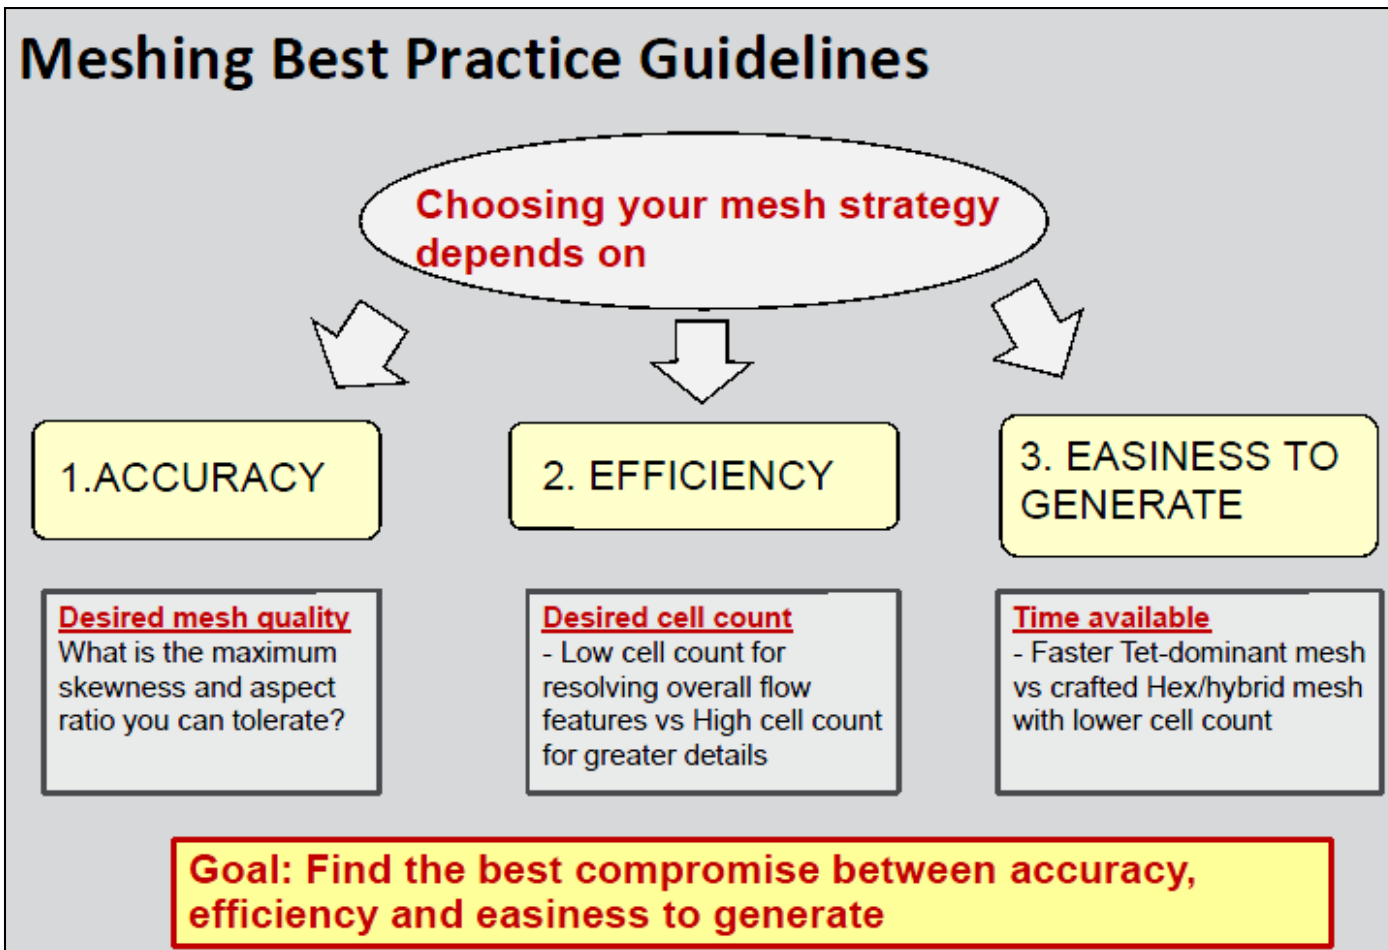 Meshing Best Practice Guidelines
Choosing your mesh strategy
depends on
1.ACCURACY
2. EFFICIENCY
3. EASINESS TO
GENERATE
Desired mesh quality
What is the maximum
skewness and aspect
ratio you can tolerate?
Desired cell count
- Low cell count for
resolving overall flow
features vs High cell count
for greater details
Time available
- Faster Tet-dominant mesh
vs crafted Hex/hybrid mesh
with lower cell count
Goal: Find the best compromise between accuracy,
efficiency and easiness to generate